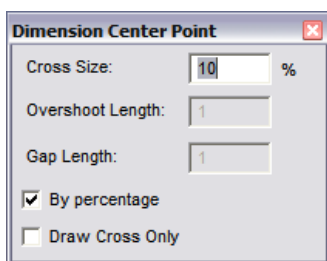 Dimension Center Point
Cross Size: 10 %
Overshoot Length: 1
Gap Length: 1
By percentage
Draw Cross Only